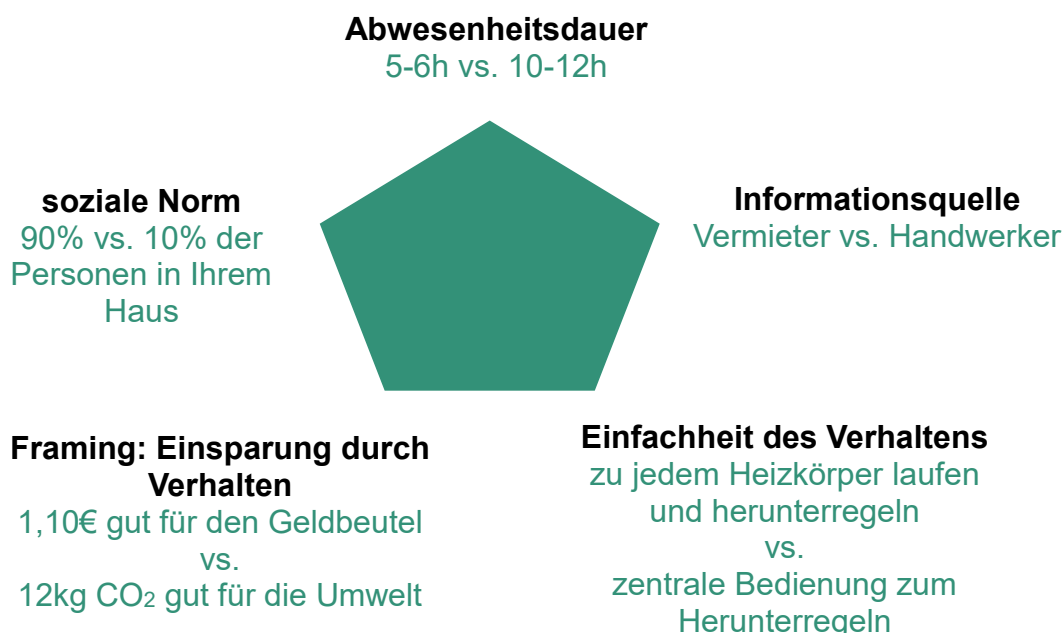 Abwesenheitsdauer
5-6h vs. 10-12h
soziale Norm
90% vs. 10% der
Personen in Ihrem
Haus
Informationsquelle
Vermieter vs. Handwerker
Framing: Einsparung durch
Verhalten
1,10€ gut für den Geldbeutel
vs.
12kg CO2 gut für die Umwelt
Einfachheit des Verhaltens
zu jedem Heizkörper laufen
und herunterregeln
vs.
zentrale Bedienung zum
Herunterregeln